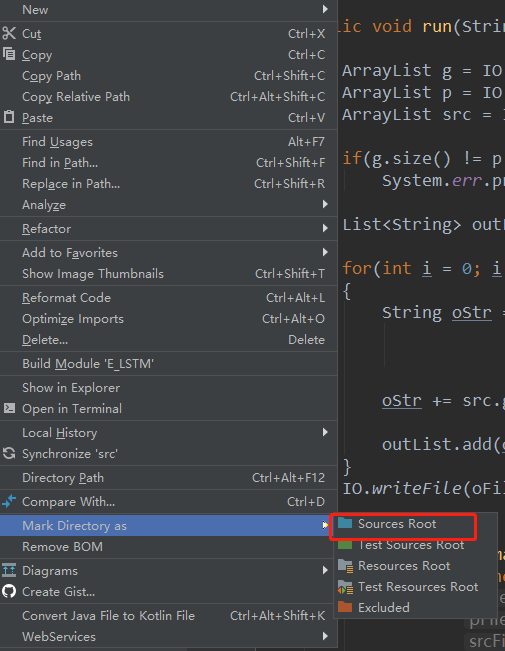 New
Cut Ctrl+X
Copy Ctrl+C
Copy Path Ctrl+Shift+C
Copy Relative Path Ctrl+Alt+Shift+C
Paste Ctrl+V
Find Usages Alt+F7
Find in Path... Ctrl+Shift+F
Replace in Path... Ctrl+Shift+R
Analyze
Refactor
Add to Favorites
Show Image Thumbnails Ctrl+Shift+T
Reformat Code Ctrl+Alt+L
Optimize Imports Ctrl+Alt+O
Delete... Delete
Build Module 'E_LSTM'
Show in Explorer
Open in Terminal
Local History
Synchronize 'src'
Directory Path Ctrl+Alt+F12
Compare With... Ctrl+D
Mark Directory as
Remove BOM
Diagrams
Create Gist...
Convert Java File to Kotlin File Ctrl+Alt+Shift+K
WebServices
Sources Root
Test Sources Root
Resources Root
Test Resources Root
Excluded
lic void run(Strin
ArrayList g = IO
ArrayList p = IO
ArrayList src = I
if(g.size() != p
System.err.pr
List<String> outL
for(int i = 0; i
{
String oStr =
oStr += src.g
outList.add(o
}
IO.writeFile(oFil
srcFi